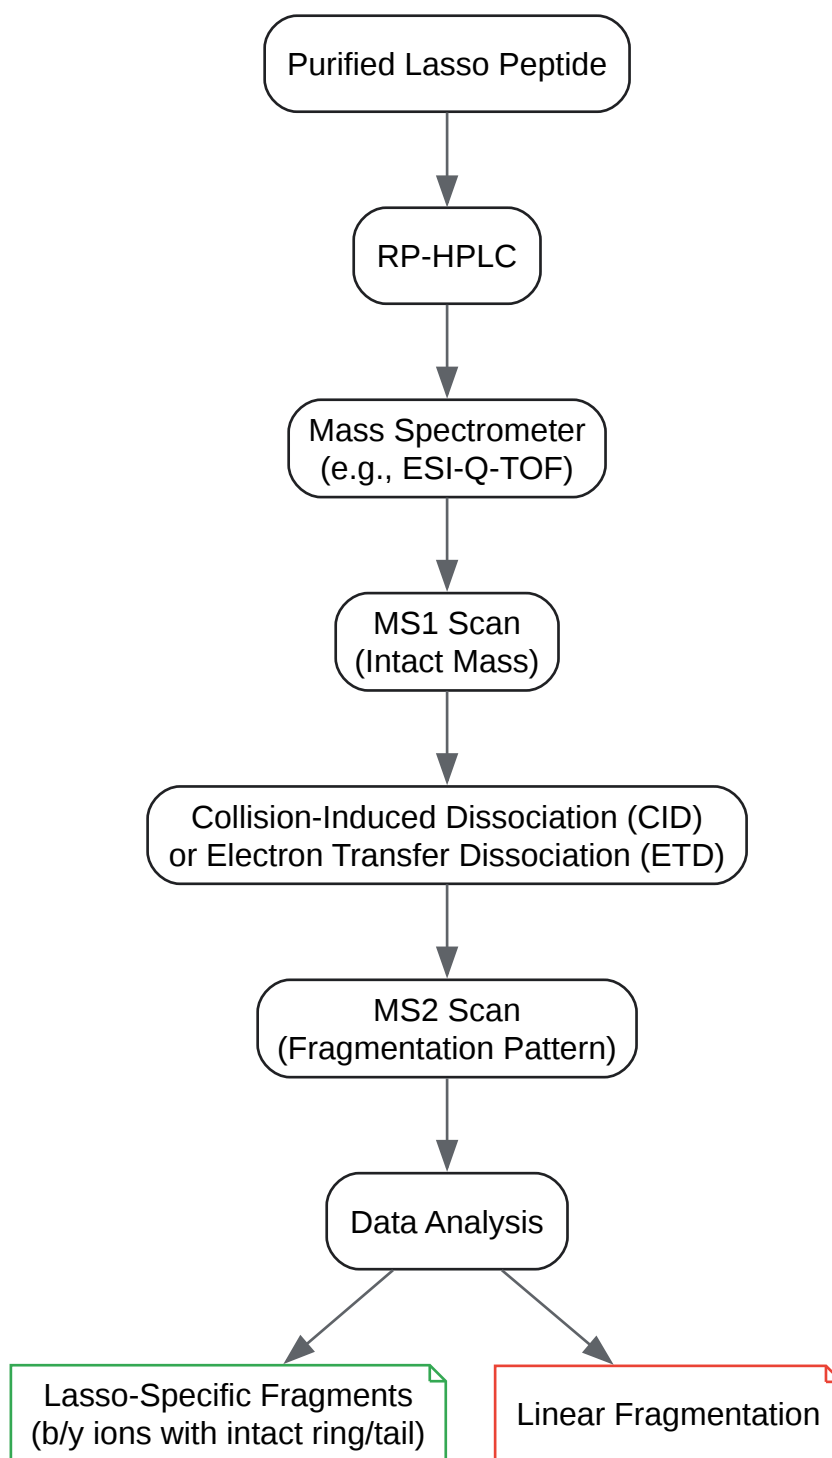 Purified Lasso Peptide
RP-HPLC
Mass Spectrometer
(e.g., ESI-Q-TOF)
MS1 Scan
(Intact Mass)
Collision-Induced Dissociation (CID)
or Electron Transfer Dissociation (ETD)
MS2 Scan
(Fragmentation Pattern)
Data Analysis
Lasso-Specific Fragments
(b/y ions with intact ring/tail)
Linear Fragmentation